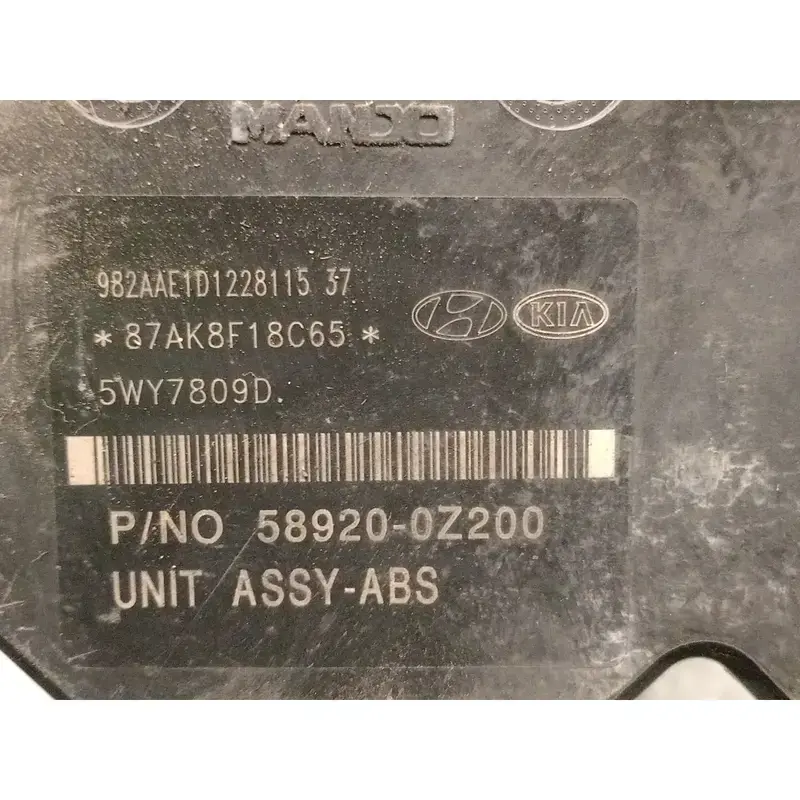 MANDO
982AAE1D1228115 37
*87AK8F18C65*
KIA
5WY7809D.
P/NO 58920-0Z200
UNIT ASSY-ABS